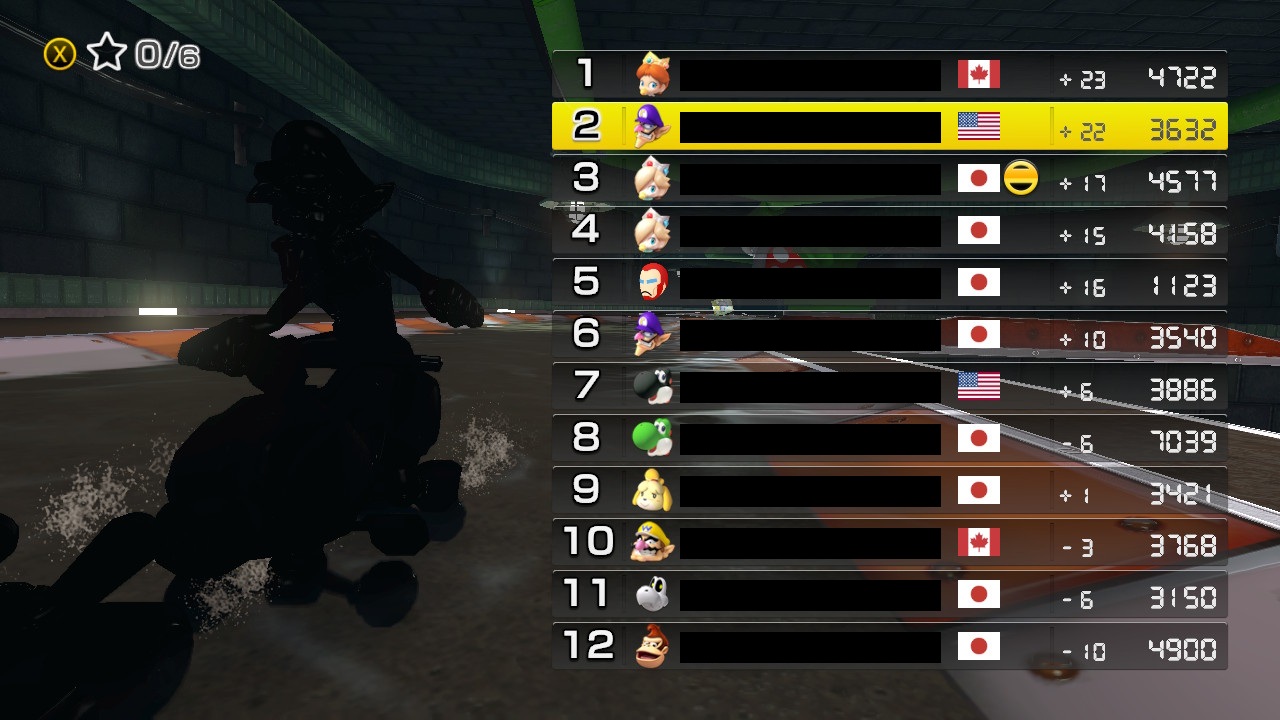 X 0/6
1 + 23 4722
2 + 22 3632
3 + 17 4577
4 + 15 4158
5 + 16 1123
6 + 10 3540
7 + 6 3886
8 - 6 7039
9 + 1 3421
10 - 3 3768
11 - 6 3150
12 - 10 4900